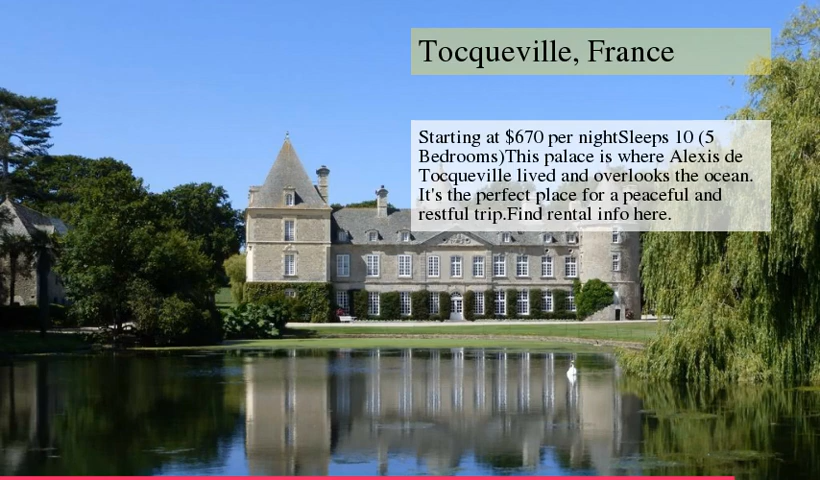 Tocqueville, France
Starting at $670 per nightSleeps 10 (5
Bedrooms)This palace is where Alexis de
Tocqueville lived and overlooks the ocean.
It's the perfect place for a peaceful and
restful trip.Find rental info here.